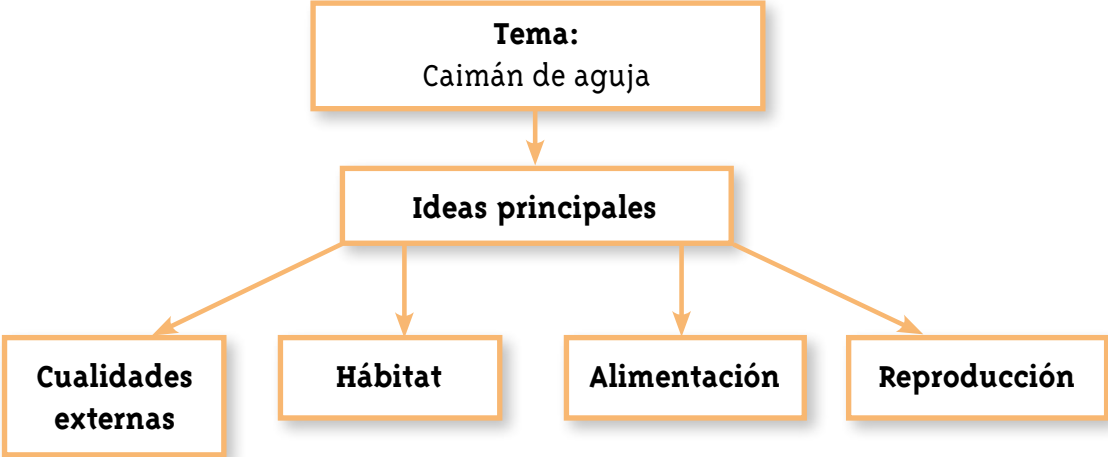 Tema:
Caimán de aguja
Ideas principales
Cualidades
externas
Hábitat
Alimentación
Reproducción